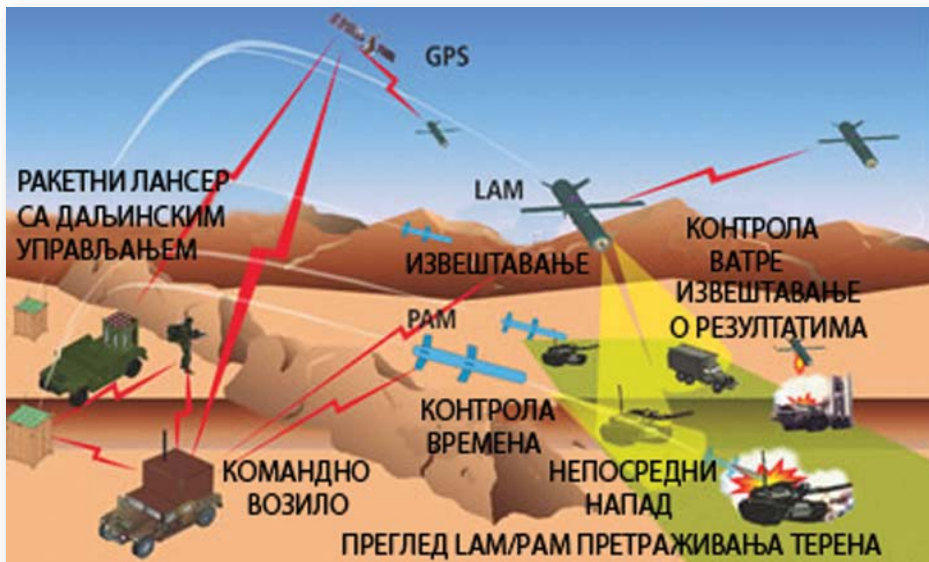 GPS
РАКЕТНИ ЛАНСЕР
СА ДАЉИНСКИМ
УПРАВЉАЊЕМ
LAM
КОНТРОЛА
ВАТРЕ
ИЗВЕШТАВАЊЕ
О РЕЗУЛТАТИМА
ИЗВЕШТАВАЊЕ
PAM
КОНТРОЛА
ВРЕМЕНА
КОМАНДНО
ВОЗИЛО
НЕПОСРЕДНИ
НАПАД
ПРЕГЛЕД LAM/PAM ПРЕТРАЖИВАЊА ТЕРЕНА